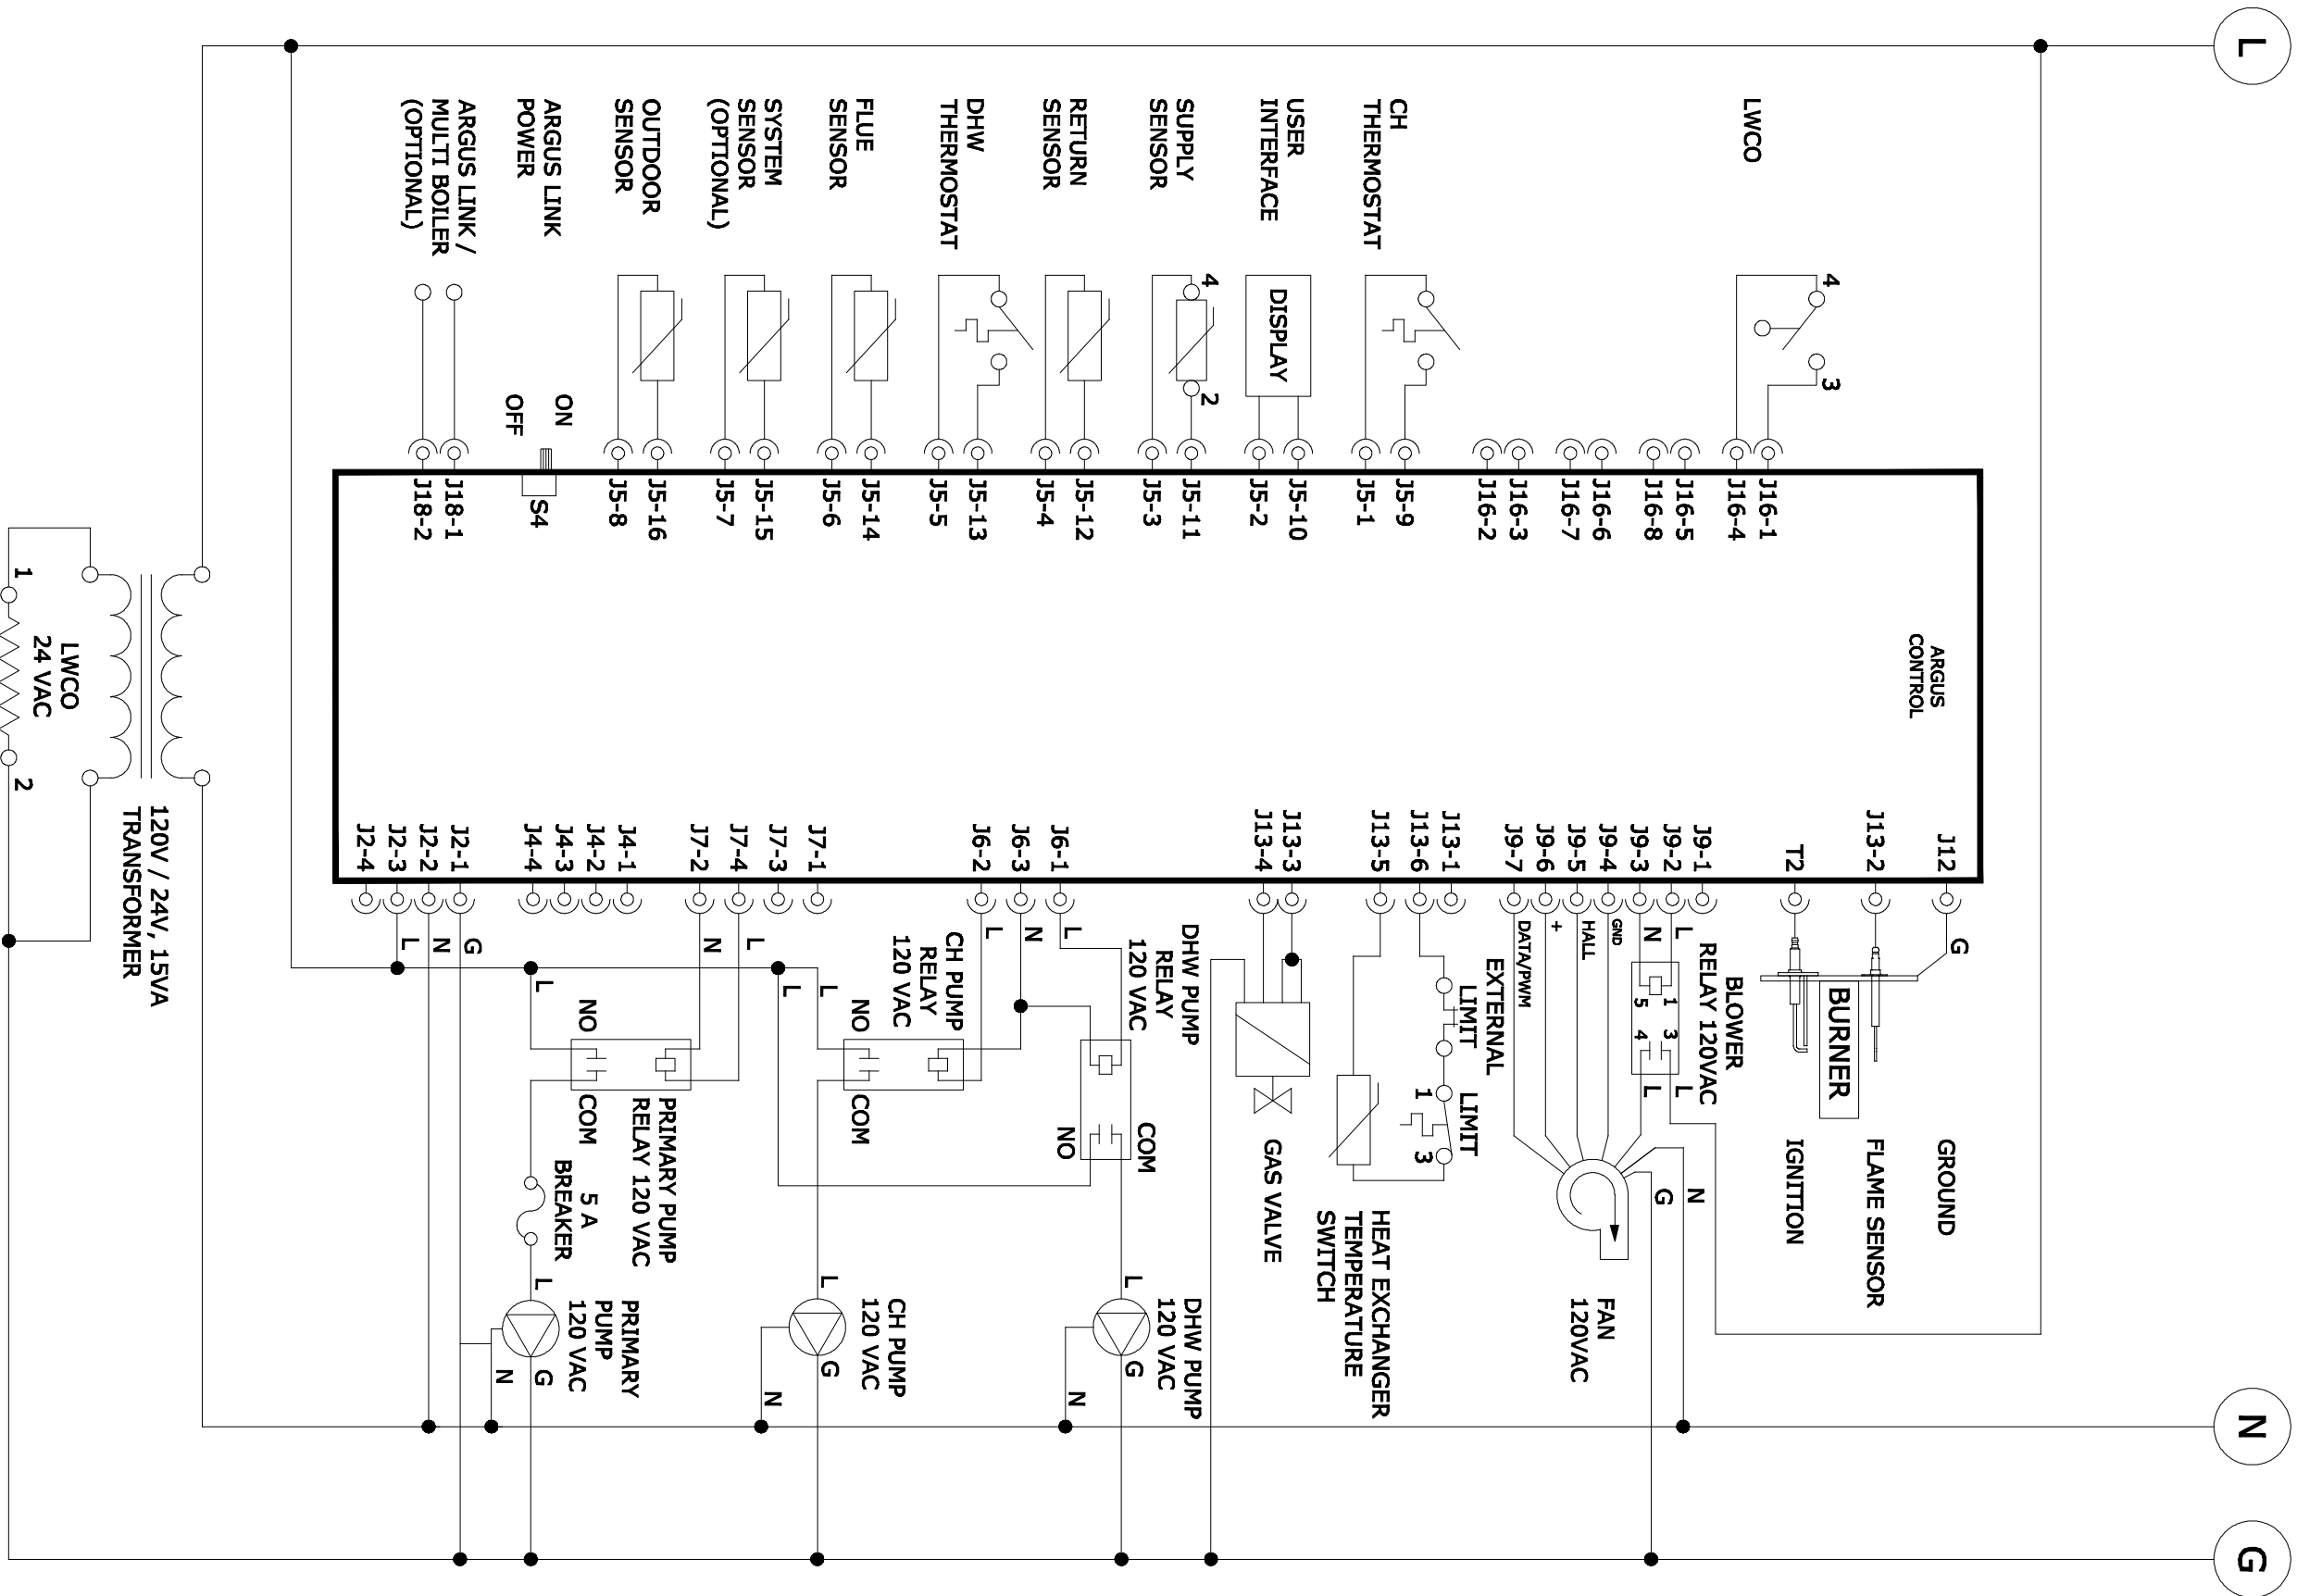 L
N
G
LWCO
4
3
J16-1
J16-4
J16-5
J16-8
J16-6
J16-7
J16-3
J16-2
CH
THERMOSTAT
J5-9
J5-1
USER
INTERFACE
DISPLAY
J5-10
J5-2
SUPPLY
SENSOR
4
2
J5-11
J5-3
RETURN
SENSOR
J5-12
J5-4
DHW
THERMOSTAT
J5-13
J5-5
FLUE
SENSOR
J5-14
J5-6
SYSTEM
SENSOR
(OPTIONAL)
J5-15
J5-7
OUTDOOR
SENSOR
J5-16
J5-8
ARGUS LINK
POWER
ON
OFF
S4
ARGUS LINK /
MULTI BOILER
(OPTIONAL)
J18-1
J18-2
ARGUS
CONTROL
J12
G
GROUND
J13-2
FLAME SENSOR
T2
IGNITION
BURNER
J9-1
J9-2
L
J9-3
N
J9-4
GND
J9-5
HALL
J9-6
+
J9-7
DATA/PWM
BLOWER
RELAY 120VAC
1
3
5
4
L
L
N
G
FAN
120VAC
J13-1
J13-6
J13-5
EXTERNAL
LIMIT
LIMIT
1
3
HEAT EXCHANGER
TEMPERATURE
SWITCH
J13-3
J13-4
GAS VALVE
J6-1
L
J6-3
N
J6-2
L
DHW PUMP
RELAY
120 VAC
COM
NO
L
DHW PUMP
120 VAC
G
N
CH PUMP
RELAY
120 VAC
NO
COM
L
CH PUMP
120 VAC
G
N
J7-1
L
J7-3
L
J7-4
L
J7-2
N
NO
COM
PRIMARY PUMP
RELAY 120 VAC
5 A
BREAKER
L
PRIMARY
PUMP
120 VAC
G
N
J4-1
J4-2
J4-3
J4-4
L
J2-1
G
J2-2
N
J2-3
L
J2-4
120V / 24V, 15VA
TRANSFORMER
LWCO
24 VAC
1
2